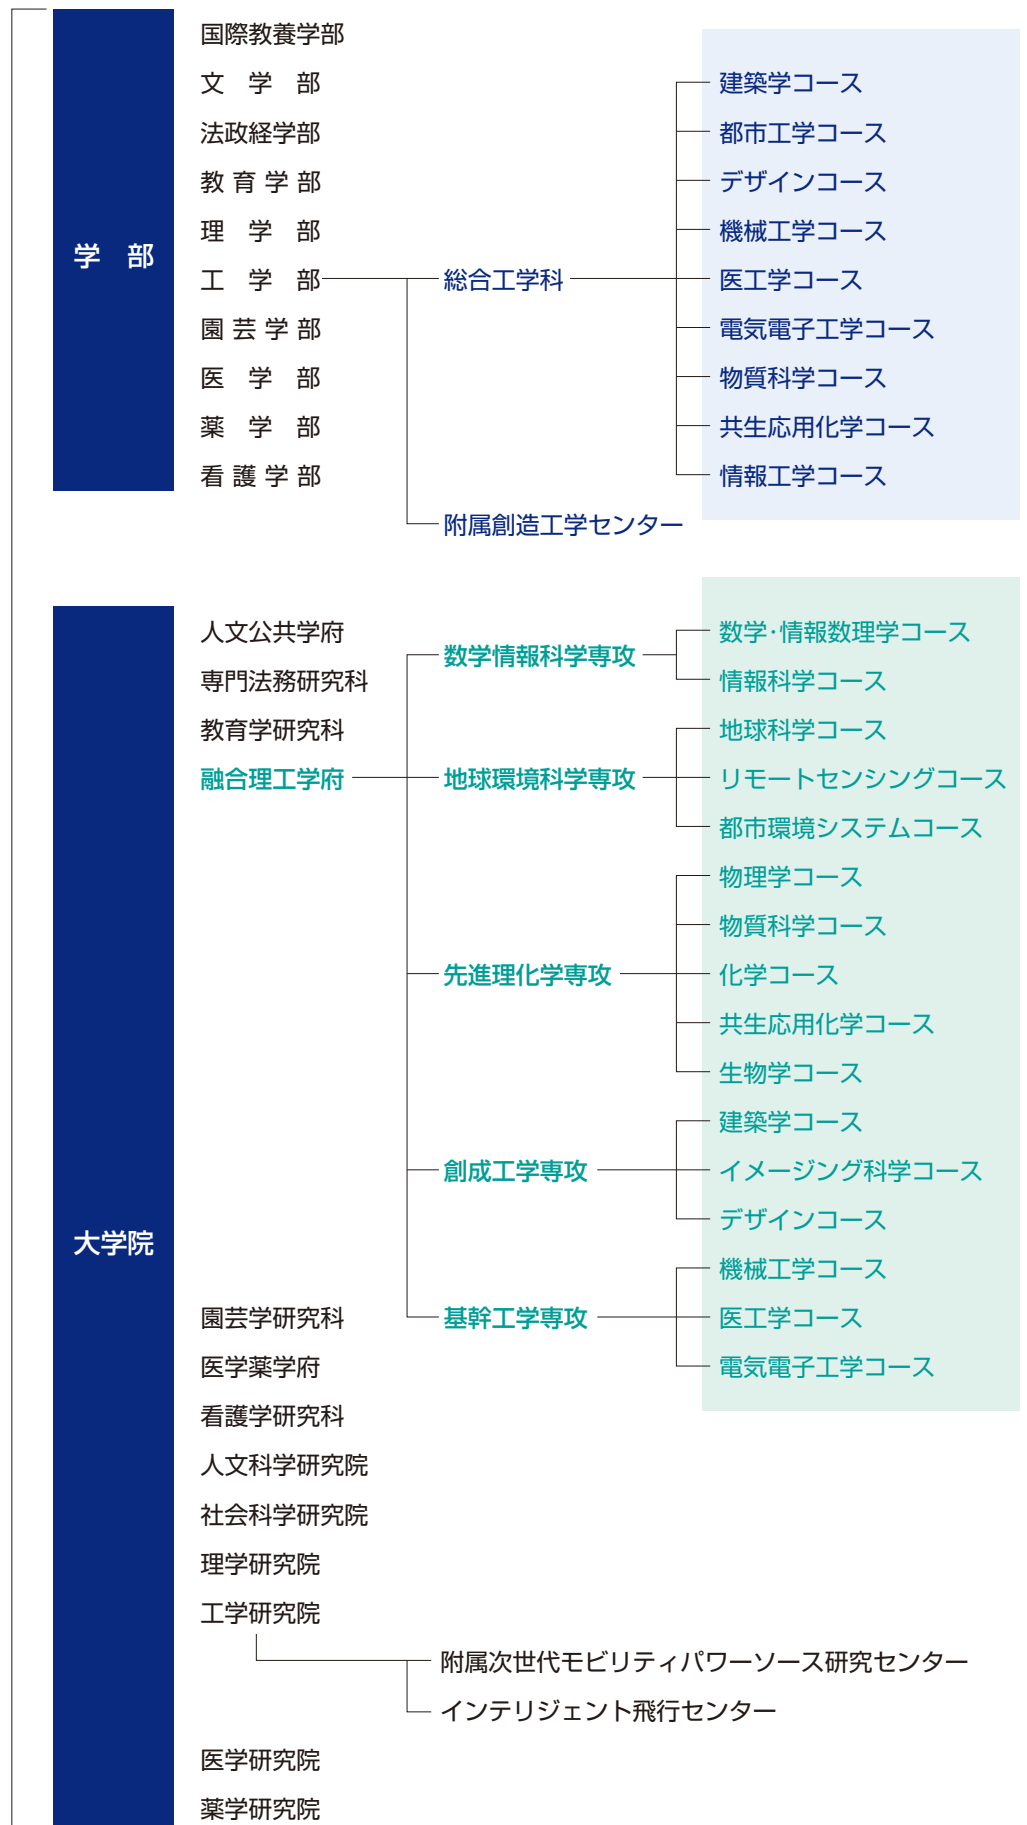 学　部
国際教養学部
文　学　部
法政経学部
教 育 学 部
理　学　部
工　学　部
園 芸 学 部
医　学　部
薬　学　部
看 護 学 部
総合工学科
附属創造工学センター
建築学コース
都市工学コース
デザインコース
機械工学コース
医工学コース
電気電子工学コース
物質科学コース
共生応用化学コース
情報工学コース
大学院
人文公共学府
専門法務研究科
教育学研究科
融合理工学府
数学情報科学専攻
数学・情報数理学コース
情報科学コース
地球環境科学専攻
地球科学コース
リモートセンシングコース
都市環境システムコース
先進理化学専攻
物理学コース
物質科学コース
化学コース
共生応用化学コース
生物学コース
創成工学専攻
建築学コース
イメージング科学コース
デザインコース
基幹工学専攻
機械工学コース
医工学コース
電気電子工学コース
園芸学研究科
医学薬学府
看護学研究科
人文科学研究院
社会科学研究院
理学研究院
工学研究院
附属次世代モビリティパワーソース研究センター
インテリジェント飛行センター
医学研究院
薬学研究院